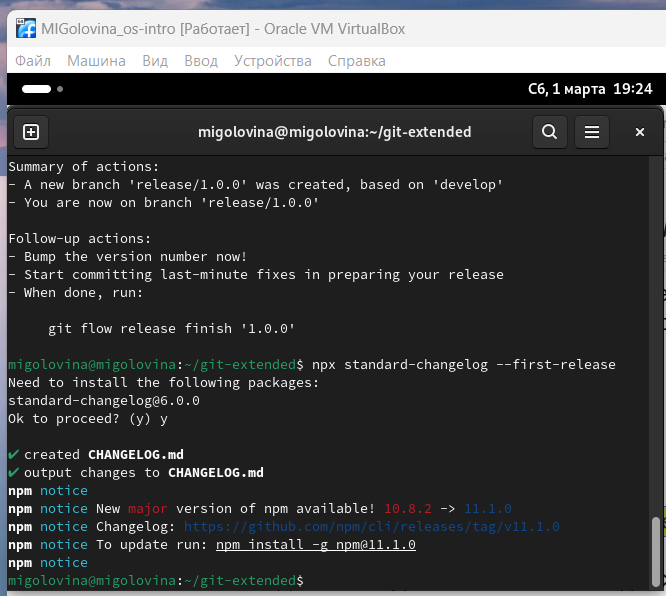 MIGolovina_os-intro [Работает] - Oracle VM VirtualBox
Файл Машина Вид Ввод Устройства Справка
Сб, 1 марта 19:24
migolovina@migolovina:~/git-extended
Summary of actions:
- A new branch 'release/1.0.0' was created, based on 'develop'
- You are now on branch 'release/1.0.0'
Follow-up actions:
- Bump the version number now!
- Start committing last-minute fixes in preparing your release
- When done, run:
git flow release finish '1.0.0'
migolovina@migolovina:~/git-extended$ npx standard-changelog --first-release
Need to install the following packages:
standard-changelog@6.0.0
Ok to proceed? (y) y
✔ created CHANGELOG.md
✔ output changes to CHANGELOG.md
npm notice
npm notice New major version of npm available! 10.8.2 -> 11.1.0
npm notice Changelog: https://github.com/npm/cli/releases/tag/v11.1.0
npm notice To update run: npm install -g npm@11.1.0
npm notice
migolovina@migolovina:~/git-extended$